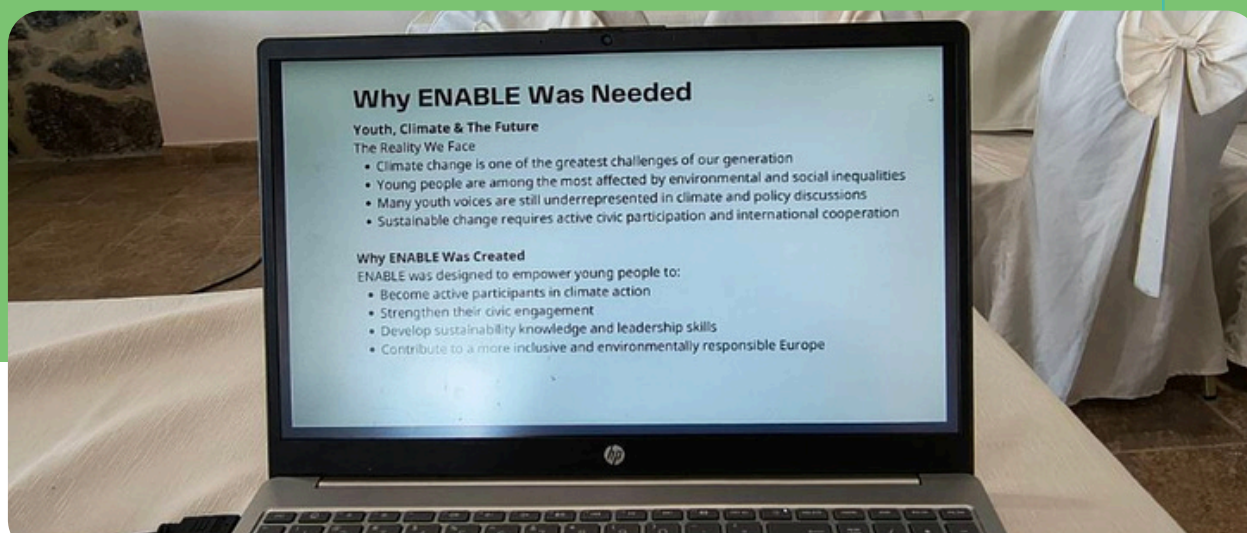 Why ENABLE Was Needed
Youth, Climate & The Future
The Reality We Face
• Climate change is one of the greatest challenges of our generation
• Young people are among the most affected by environmental and social inequalities
• Many youth voices are still underrepresented in climate and policy discussions
• Sustainable change requires active civic participation and international cooperation
Why ENABLE Was Created
ENABLE was designed to empower young people to:
• Become active participants in climate action
• Strengthen their civic engagement
• Develop sustainability knowledge and leadership skills
• Contribute to a more inclusive and environmentally responsible Europe
hp